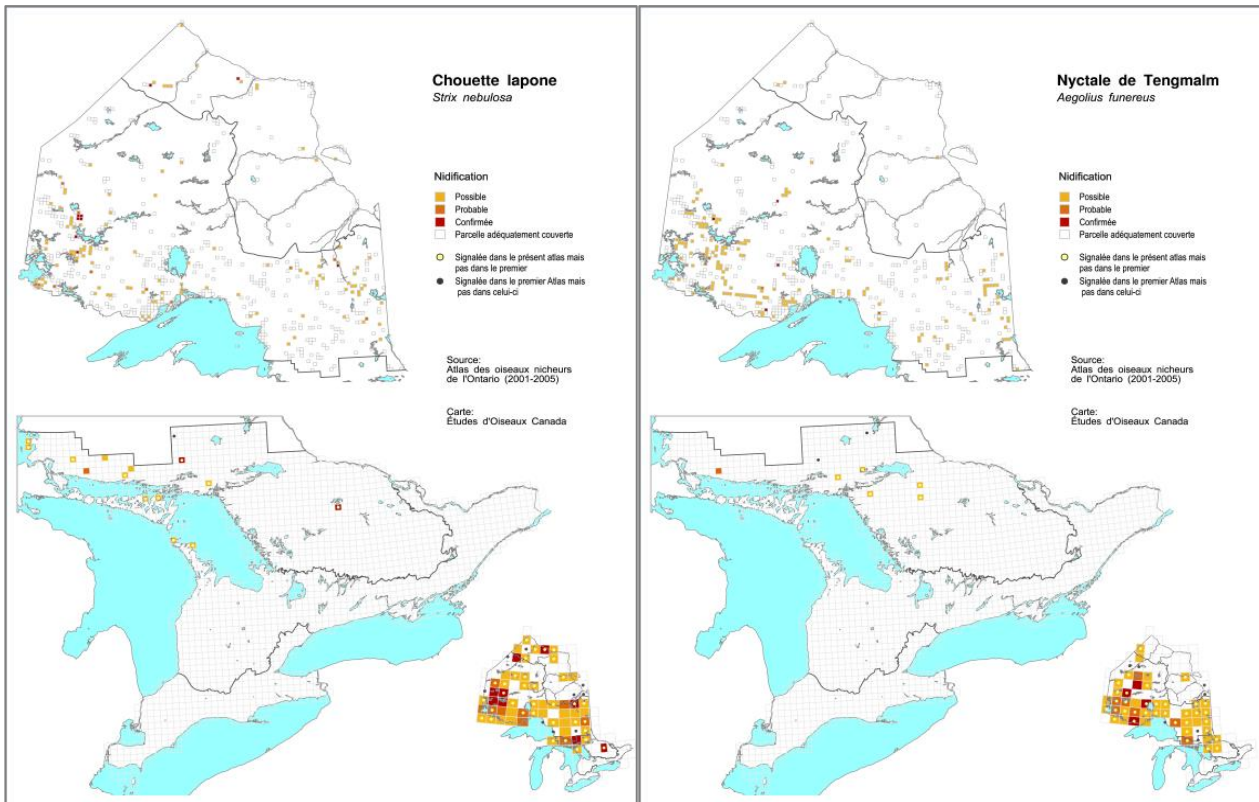 Chouette lapone
Strix nebulosa
Nidification
Possible
Probable
Confirmée
Parcelle adéquatement couverte
Signalée dans le présent atlas mais
pas dans le premier
Signalée dans le premier Atlas mais
pas dans celui-ci
Source:
Atlas des oiseaux nicheurs
de l'Ontario (2001-2005)
Carte:
Études d'Oiseaux Canada
Nyctale de Tengmalm
Aegolius funereus
Nidification
Possible
Probable
Confirmée
Parcelle adéquatement couverte
Signalée dans le présent atlas mais
pas dans le premier
Signalée dans le premier Atlas mais
pas dans celui-ci
Source:
Atlas des oiseaux nicheurs
de l'Ontario (2001-2005)
Carte:
Études d'Oiseaux Canada